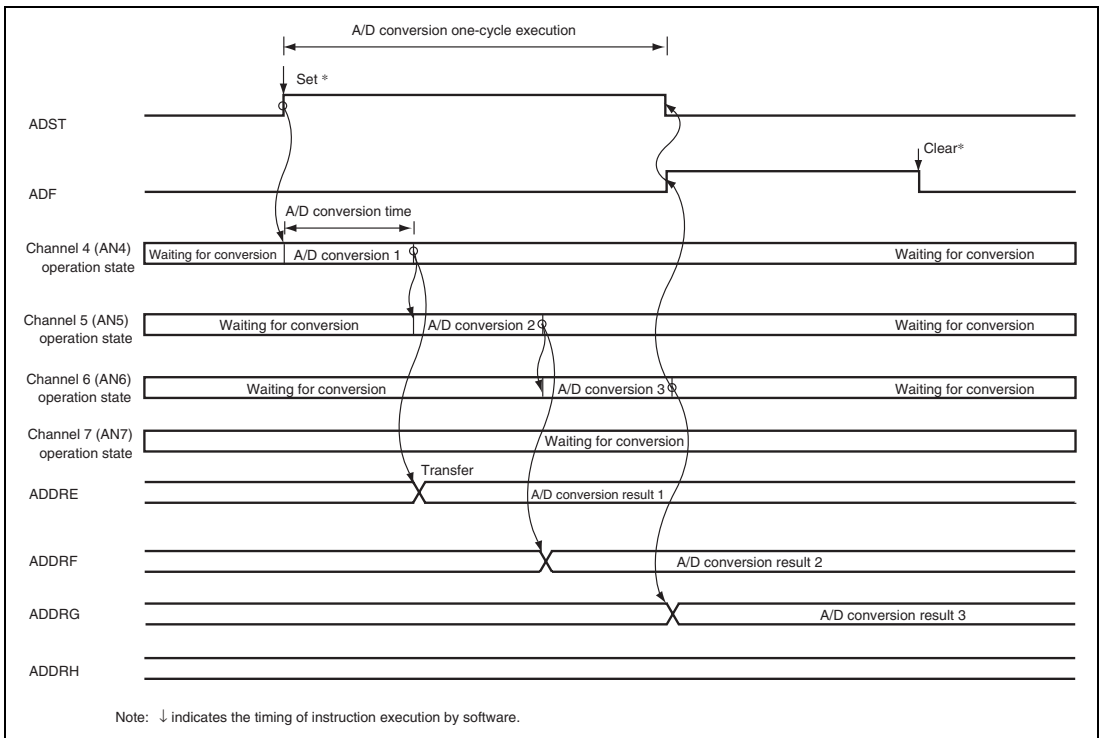 A/D conversion one-cycle execution
Set *
ADST
Clear*
ADF
A/D conversion time
Channel 4 (AN4)
operation state
Waiting for conversion
A/D conversion 1
Waiting for conversion
Channel 5 (AN5)
operation state
Waiting for conversion
A/D conversion 2
Waiting for conversion
Channel 6 (AN6)
operation state
Waiting for conversion
A/D conversion 3
Waiting for conversion
Channel 7 (AN7)
operation state
Waiting for conversion
Transfer
ADDRE
A/D conversion result 1
ADDRF
A/D conversion result 2
ADDRG
A/D conversion result 3
ADDRH
Note: ↓ indicates the timing of instruction execution by software.